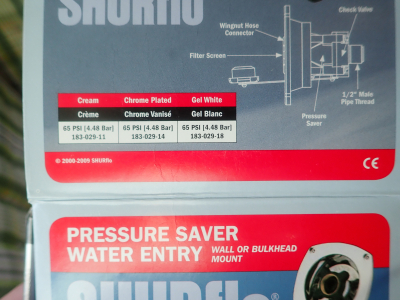 SHURflo
Wingnut Hose
Connector
Check Valve
Filter Screen
1/2" Male
Pipe Thread
Pressure
Saver
Cream Chrome Plated Gel White
Crème Chrome Vanisé Gel Blanc
65 PSI [4.48 Bar] 65 PSI [4.48 Bar] 65 PSI [4.48 Bar]
183-029-11 183-029-14 183-029-18
CE
PRESSURE SAVER
WATER ENTRY WALL OR BULKHEAD
MOUNT
SHURflo®